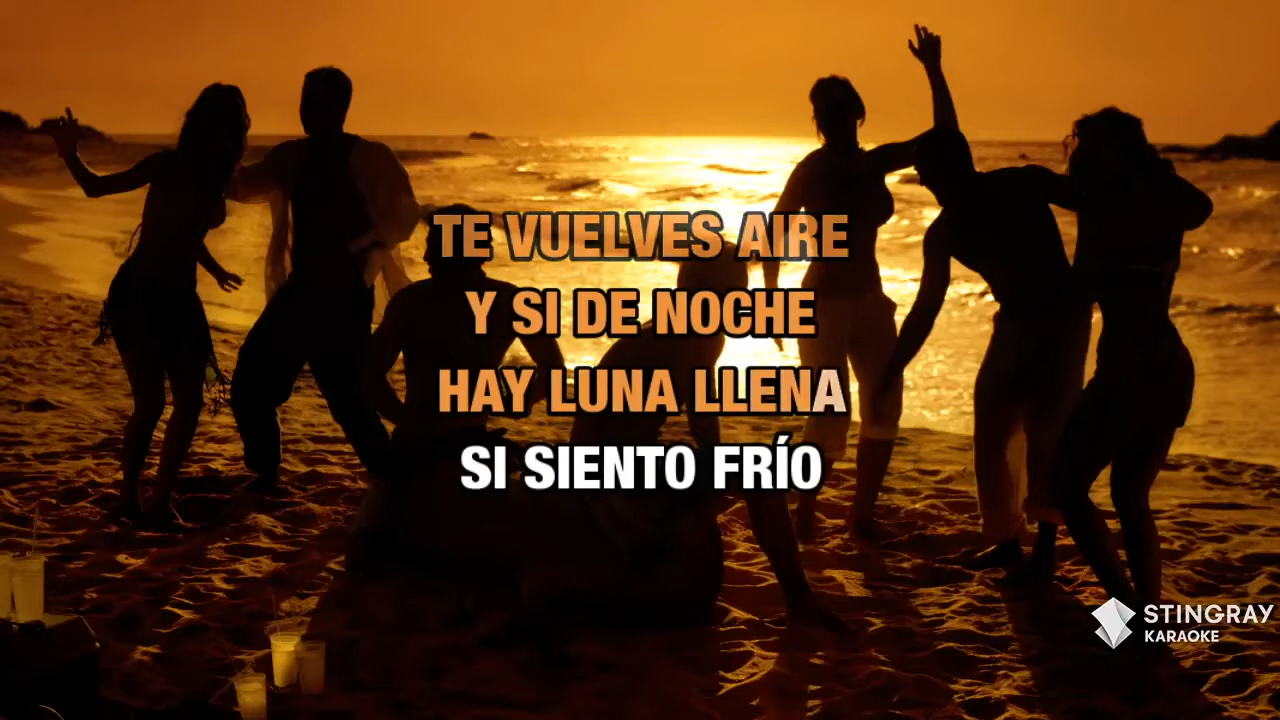 TE VUELVES AIRE
Y SI DE NOCHE
HAY LUNA LLENA
SI SIENTO FRÍO
STINGRAY
KARAOKE